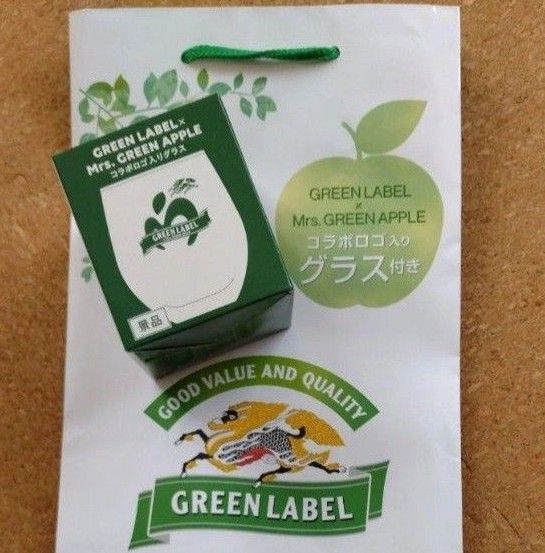 GREEN LABEL×
Mrs. GREEN APPLE
コラボロゴ入りグラス
GREEN LABEL
景品
GREEN LABEL
×
Mrs. GREEN APPLE
コラボロゴ入り
グラス付き
GOOD VALUE AND QUALITY
GREEN LABEL